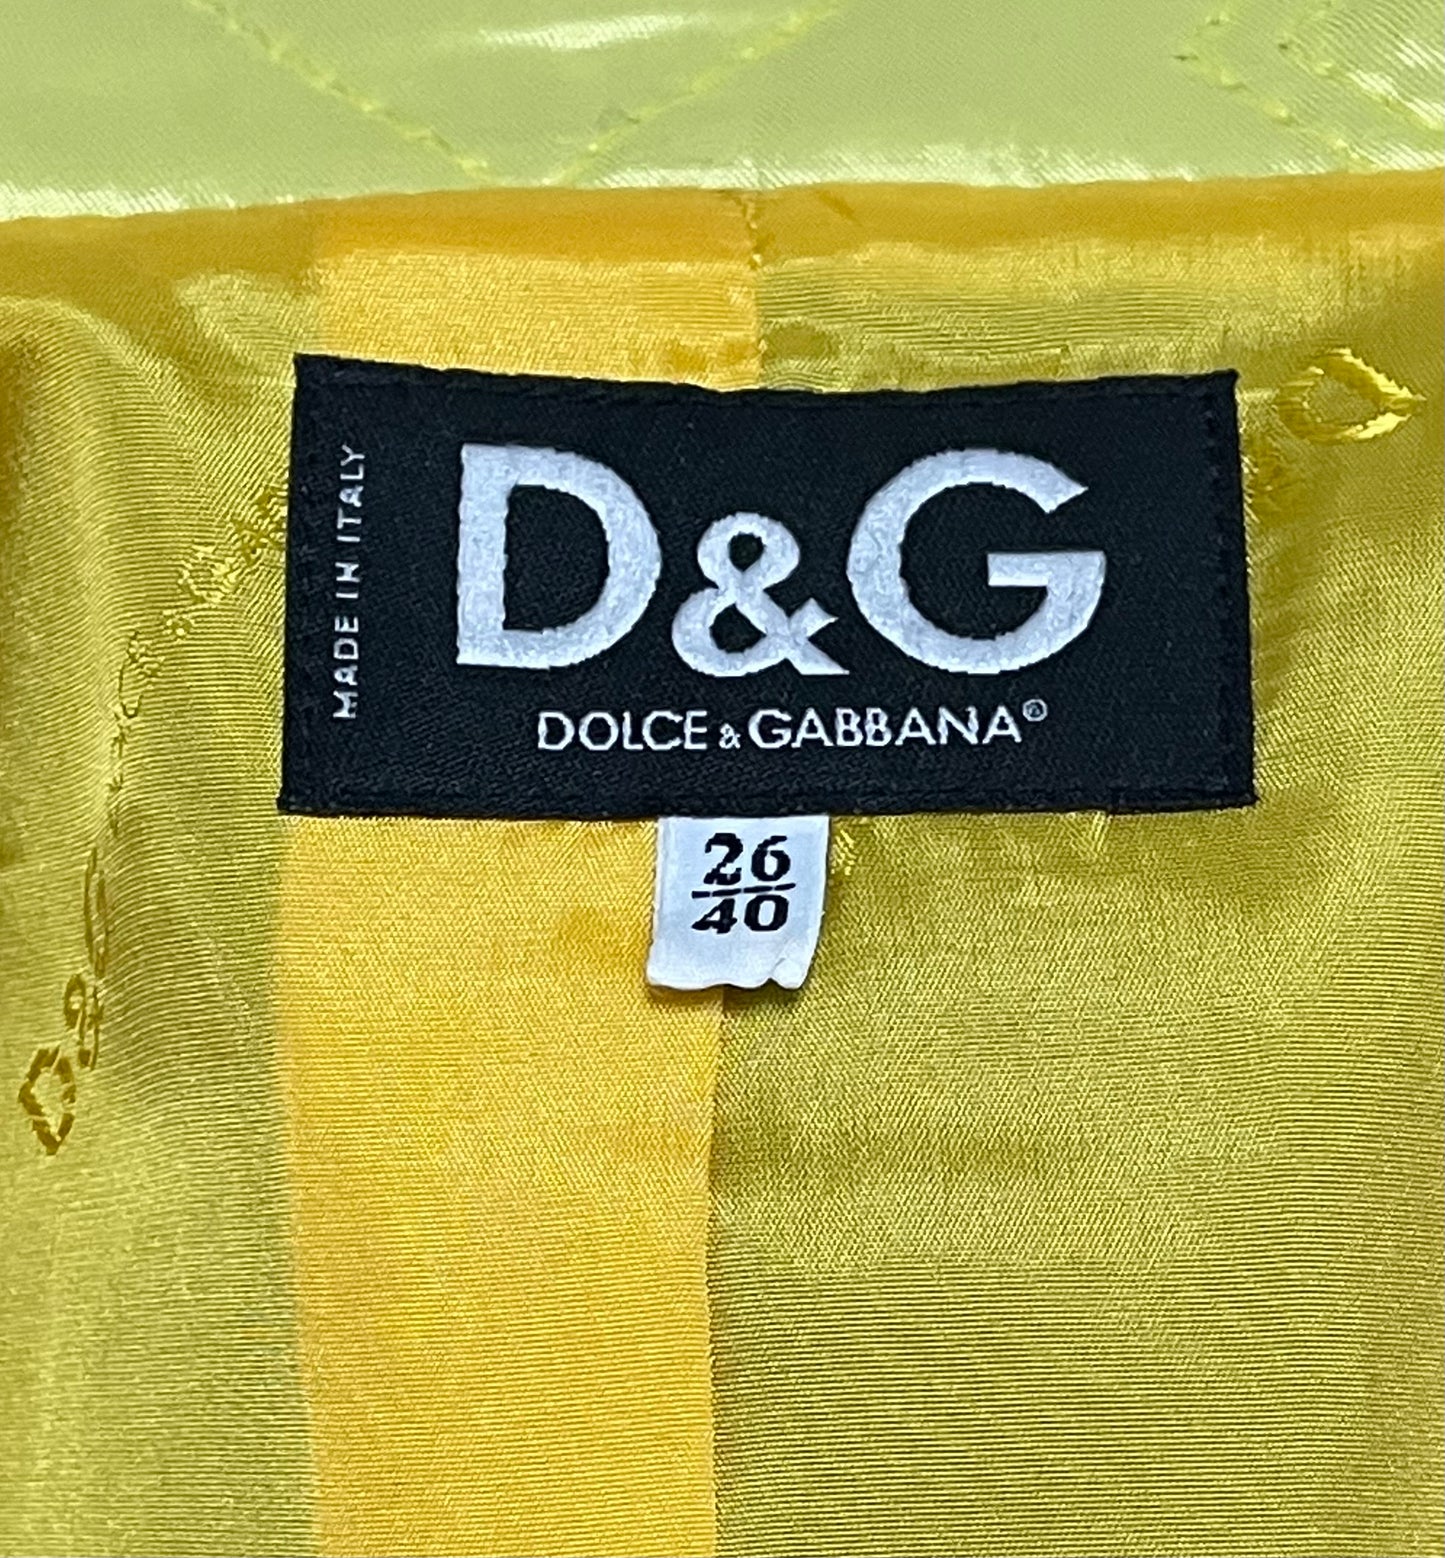 MADE IN ITALY
D&G
DOLCE & GABBANA®
26
40